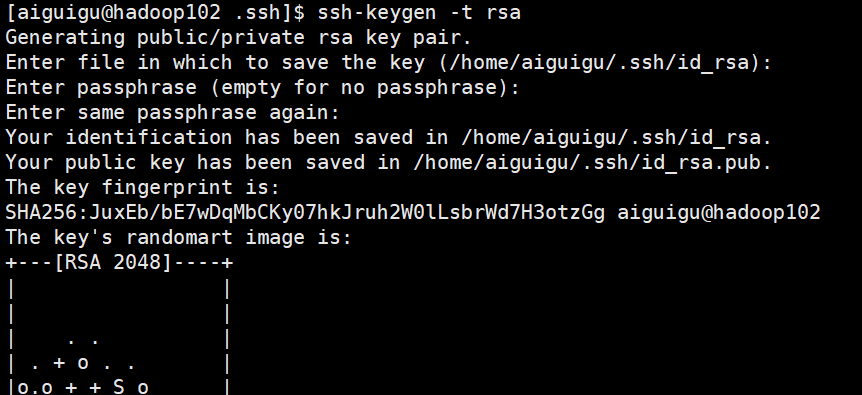 [aiguigu@hadoop102 .ssh]$ ssh-keygen -t rsa
Generating public/private rsa key pair.
Enter file in which to save the key (/home/aiguigu/.ssh/id_rsa):
Enter passphrase (empty for no passphrase):
Enter same passphrase again:
Your identification has been saved in /home/aiguigu/.ssh/id_rsa.
Your public key has been saved in /home/aiguigu/.ssh/id_rsa.pub.
The key fingerprint is:
SHA256:JuxEb/bE7wDqMbCKy07hkJruh2W0lLsbrWd7H3otzGg aiguigu@hadoop102
The key's randomart image is:
+---[RSA 2048]----+
|                 |
|                 |
|    . .          |
| . + o . .       |
|o.o + + S o      |